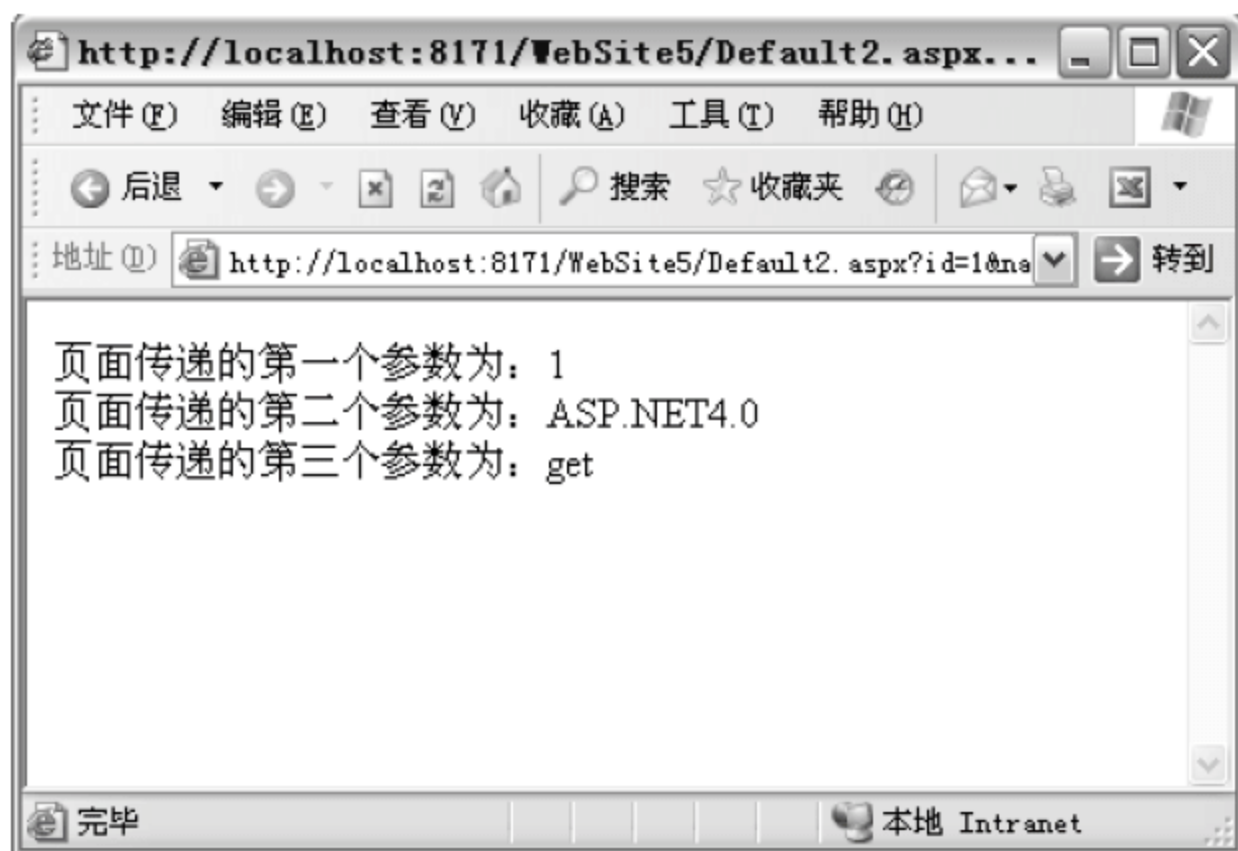 http://localhost:8171/WebSite5/Default2.aspx...
文件(F) 编辑(E) 查看(V) 收藏(A) 工具(T) 帮助(H)
后退 搜索 收藏夹
地址(D) http://localhost:8171/WebSite5/Default2.aspx?id=1&na 转到
页面传递的第一个参数为：1
页面传递的第二个参数为：ASP.NET4.0
页面传递的第三个参数为：get
完毕 本地 Intranet